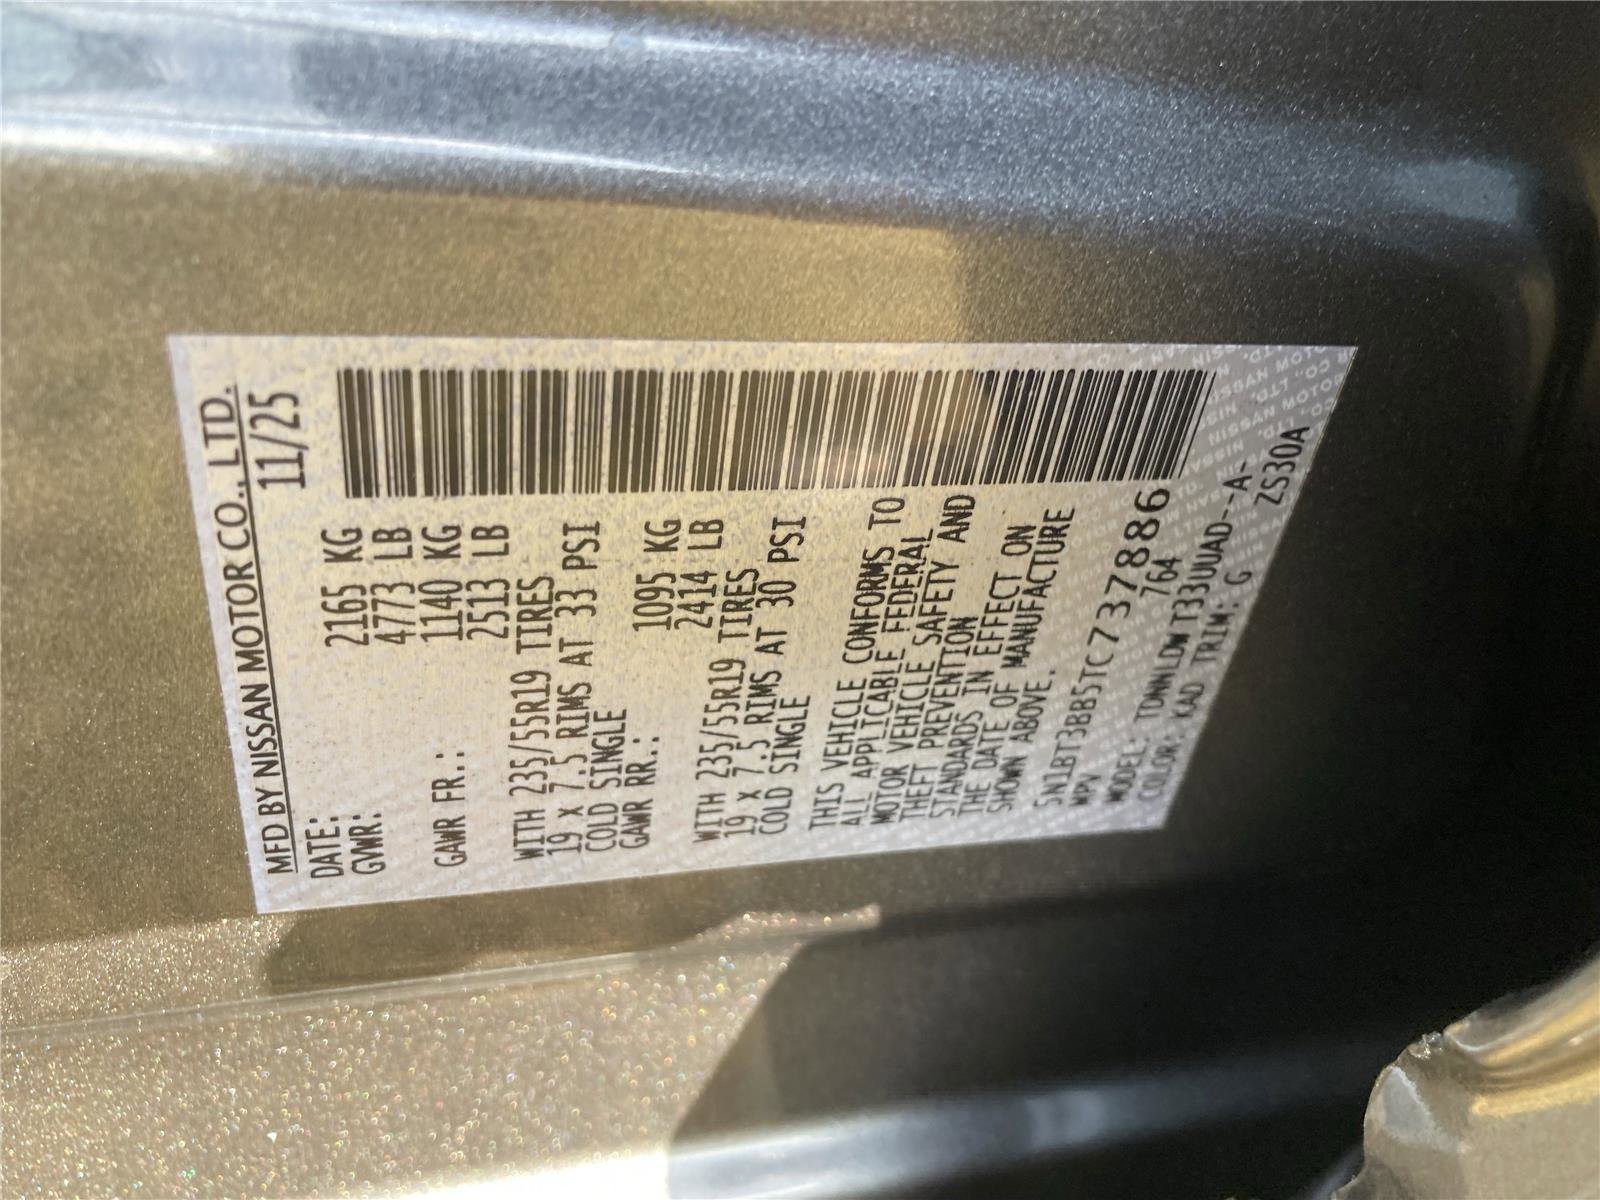 MFD BY NISSAN MOTOR CO., LTD.
DATE: 11/25
GVWR: 2165 KG
4773 LB
GAWR FR.: 1140 KG
2513 LB
WITH 235/55R19 TIRES
19 x 7.5 RIMS AT 33 PSI
COLD SINGLE
GAWR RR.: 1095 KG
2414 LB
WITH 235/55R19 TIRES
19 x 7.5 RIMS AT 30 PSI
COLD SINGLE
THIS VEHICLE CONFORMS TO
ALL APPLICABLE FEDERAL
MOTOR VEHICLE SAFETY AND
THEFT PREVENTION
STANDARDS IN EFFECT ON
THE DATE OF MANUFACTURE
SHOWN ABOVE.
5N1BT3BB5TC737886
MPV 764
MODEL: TDNNLDWT33UUAD--A-
COLOR: KAD TRIM: G ZS30A